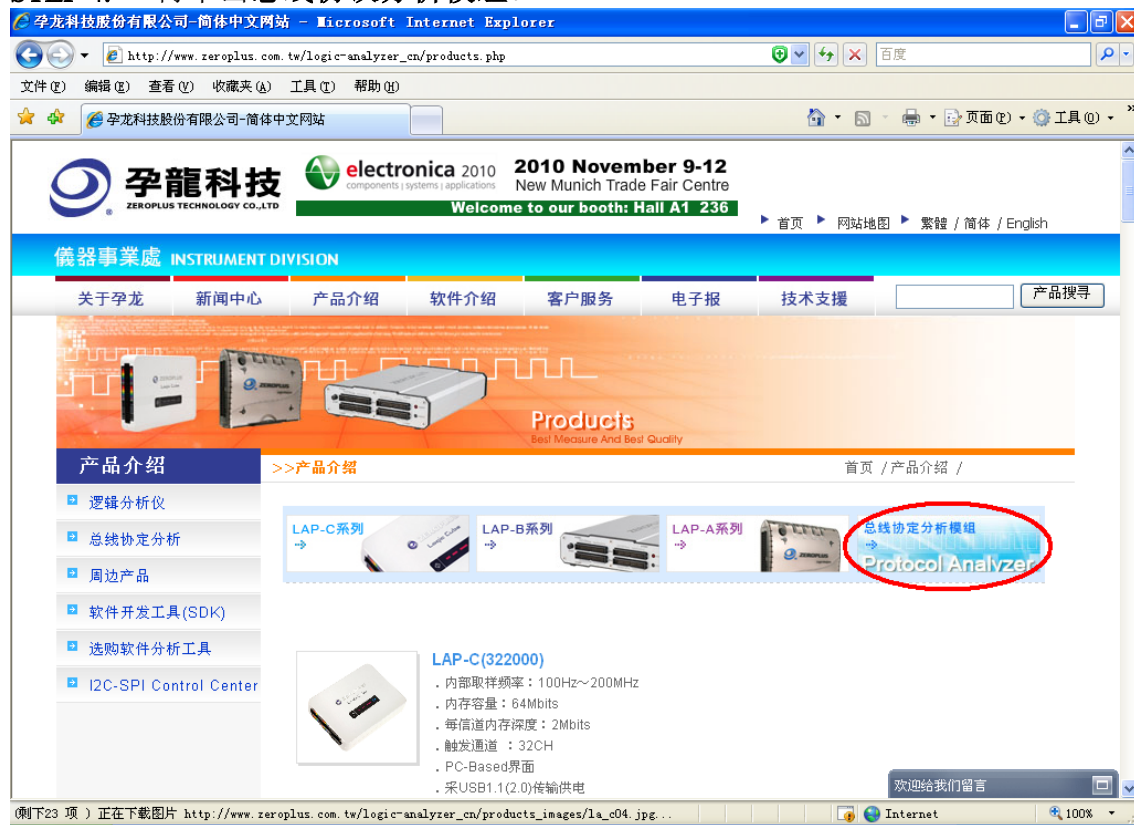 孕龙科技股份有限公司-简体中文网站 - Microsoft Internet Explorer
http://www.zeroplus.com.tw/logic-analyzer_cn/products.php
百度
文件(F) 编辑(E) 查看(V) 收藏夹(A) 工具(T) 帮助(H)
孕龙科技股份有限公司-简体中文网站
页面(P) 工具(O)
孕龍科技
ZEROPLUS TECHNOLOGY CO.,LTD
electronica 2010
components | systems | applications
2010 November 9-12
New Munich Trade Fair Centre
Welcome to our booth: Hall A1 236
首页 网站地图 繁體 / 简体 / English
儀器事業處 INSTRUMENT DIVISION
关于孕龙 新闻中心 产品介绍 软件介绍 客户服务 电子报 技术支援 产品搜寻
Products
Best Measure And Best Quality
产品介绍
>>产品介绍
首页 / 产品介绍 /
逻辑分析仪
总线协定分析
周边产品
软件开发工具(SDK)
选购软件分析工具
I2C-SPI Control Center
LAP-C系列
LAP-B系列
LAP-A系列
总线协定分析模组
Protocol Analyzer
LAP-C(322000)
. 内部取样频率：100Hz～200MHz
. 内存容量：64Mbits
. 每信道内存深度：2Mbits
. 触发通道 ：32CH
. PC-Based界面
. 采USB1.1(2.0)传输供电
欢迎给我们留言
(剩下23 项 ) 正在下载图片 http://www.zeroplus.com.tw/logic-analyzer_cn/products_images/la_c04.jpg...
Internet
100%